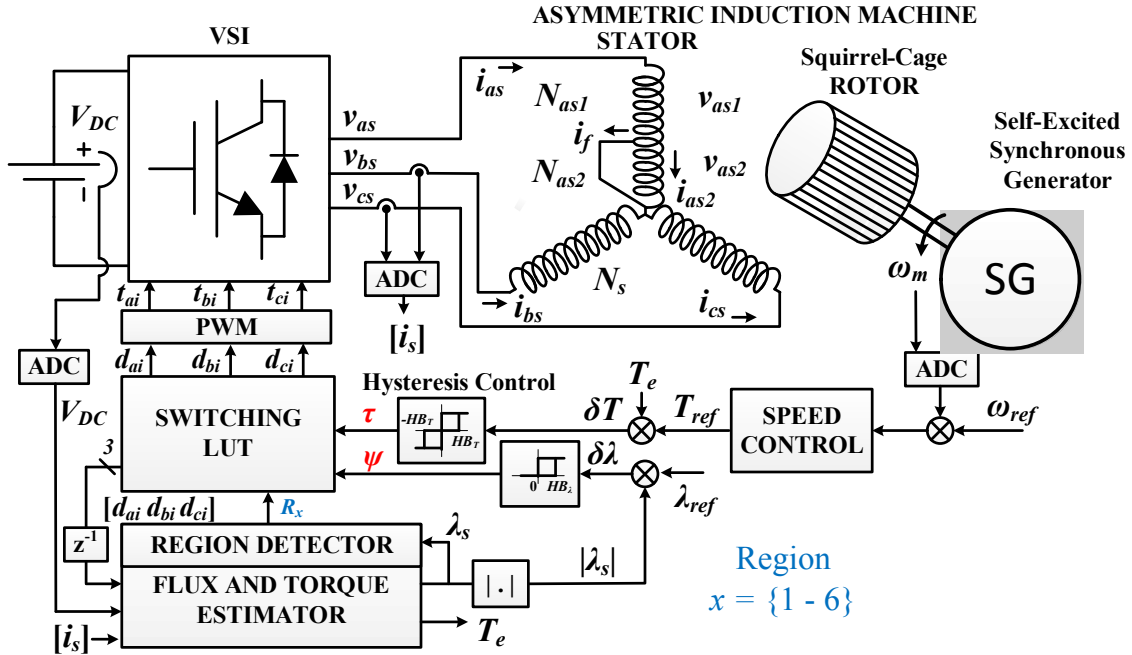 ASYMMETRIC INDUCTION MACHINE
STATOR
VSI
Squirrel-Cage
ROTOR
Self-Excited
Synchronous
Generator
V_DC
+
-
i_as
N_as1
v_as1
i_f
v_as
v_bs
v_cs
N_as2
v_as2
i_as2
N_s
i_bs
i_cs
ω_m
SG
ADC
[i_s]
t_ai t_bi t_ci
PWM
d_ai d_bi d_ci
ADC
V_DC
ADC
Hysteresis Control
SWITCHING
LUT
τ
-HB_T
HB_T
δT
T_e
T_ref
SPEED
CONTROL
ω_ref
ψ
0 HB_λ
δλ
λ_ref
3
[d_ai d_bi d_ci]
R_x
z⁻¹
REGION DETECTOR
λ_s
FLUX AND TORQUE
ESTIMATOR
|.|
|λ_s|
T_e
[i_s]
Region
x = {1 - 6}